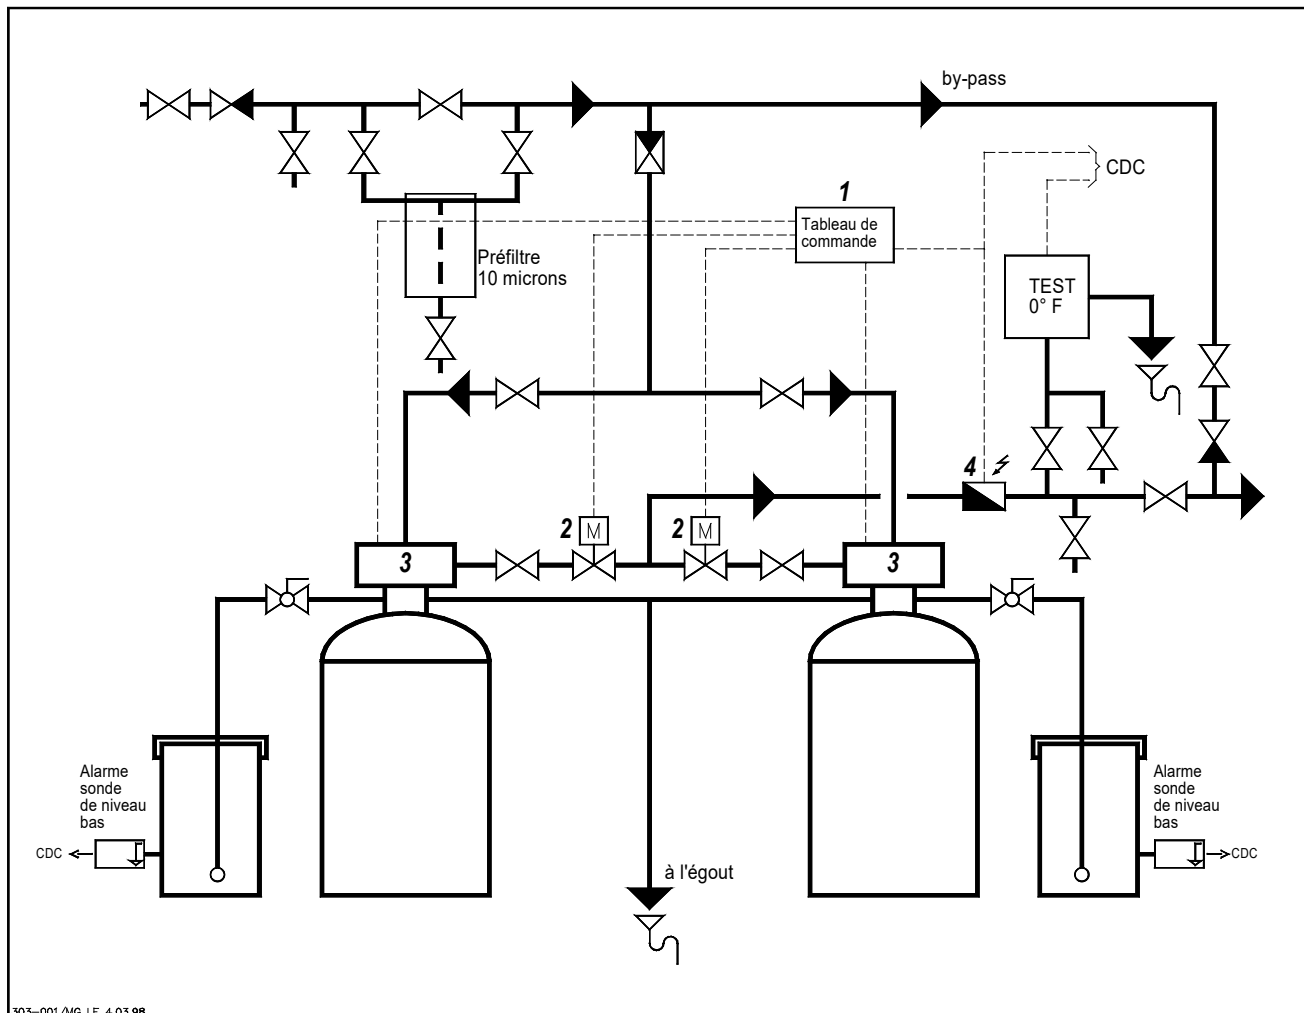 by-pass
CDC
1
Tableau de
commande
Préfiltre
10 microns
TEST
0° F
4
2
M
2
M
3
3
Alarme
sonde
de niveau
bas
CDC
Alarme
sonde
de niveau
bas
CDC
à l'égout